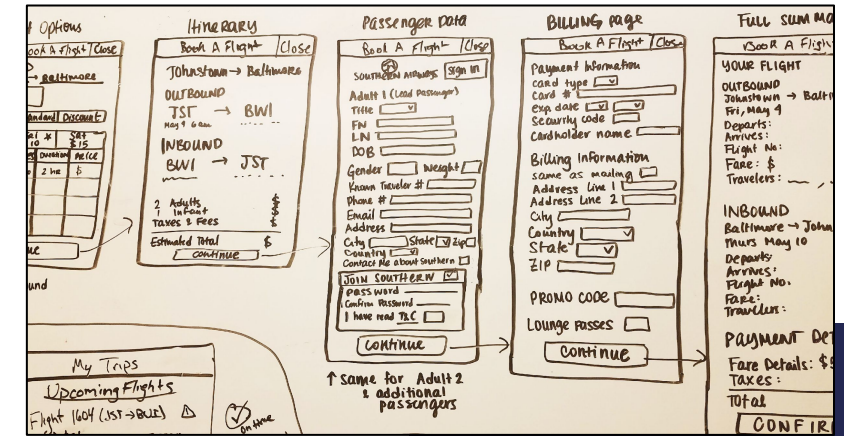 Options
Book A Flight Close
Baltimore
Standard Discount
Sat
10 $15
Duration Price
2 hr $
Itinerary
Book A Flight Close
Johnstown → Baltimore
OUTBOUND
JST → BWI
May 4 6am
INBOUND
BWI → JST
2 Adults $
1 Infant $
Taxes & Fees $
Estimated Total $
Continue
Passenger Data
Book A Flight Close
SOUTHERN AIRWAYS Sign In
Adult 1 (Lead Passenger)
Title
FN
LN
DOB
Gender Weight
Known Traveler #
Phone #
Email
Address
City State Zip
Country
Contact Me about Southern
JOIN SOUTHERN
Password
Confirm Password
I have read T&C
Continue
↑ Same for Adult 2
& additional
passengers
BILLING page
Book A Flight Close
Payment Information
card type
Card #
exp date
Security code
Cardholder name
Billing Information
same as mailing
Address Line 1
Address Line 2
City
Country
State
ZIP
PROMO CODE
Lounge passes
Continue
FULL SUMMA
Book A Fligh
YOUR FLIGHT
OUTBOUND
Johnstown → Balti
Fri, May 4
Departs:
Arrives:
Flight No:
Fare: $
Travelers:
INBOUND
Baltimore → John
Thurs May 10
Departs:
Arrives:
Flight No.
Fare:
Travelers:
PAYMENT DET
Fare Details: $
Taxes:
Total
CONFIR
My Trips
Upcoming Flights
Flight 1604 (JST → BWI) ⚠
on time